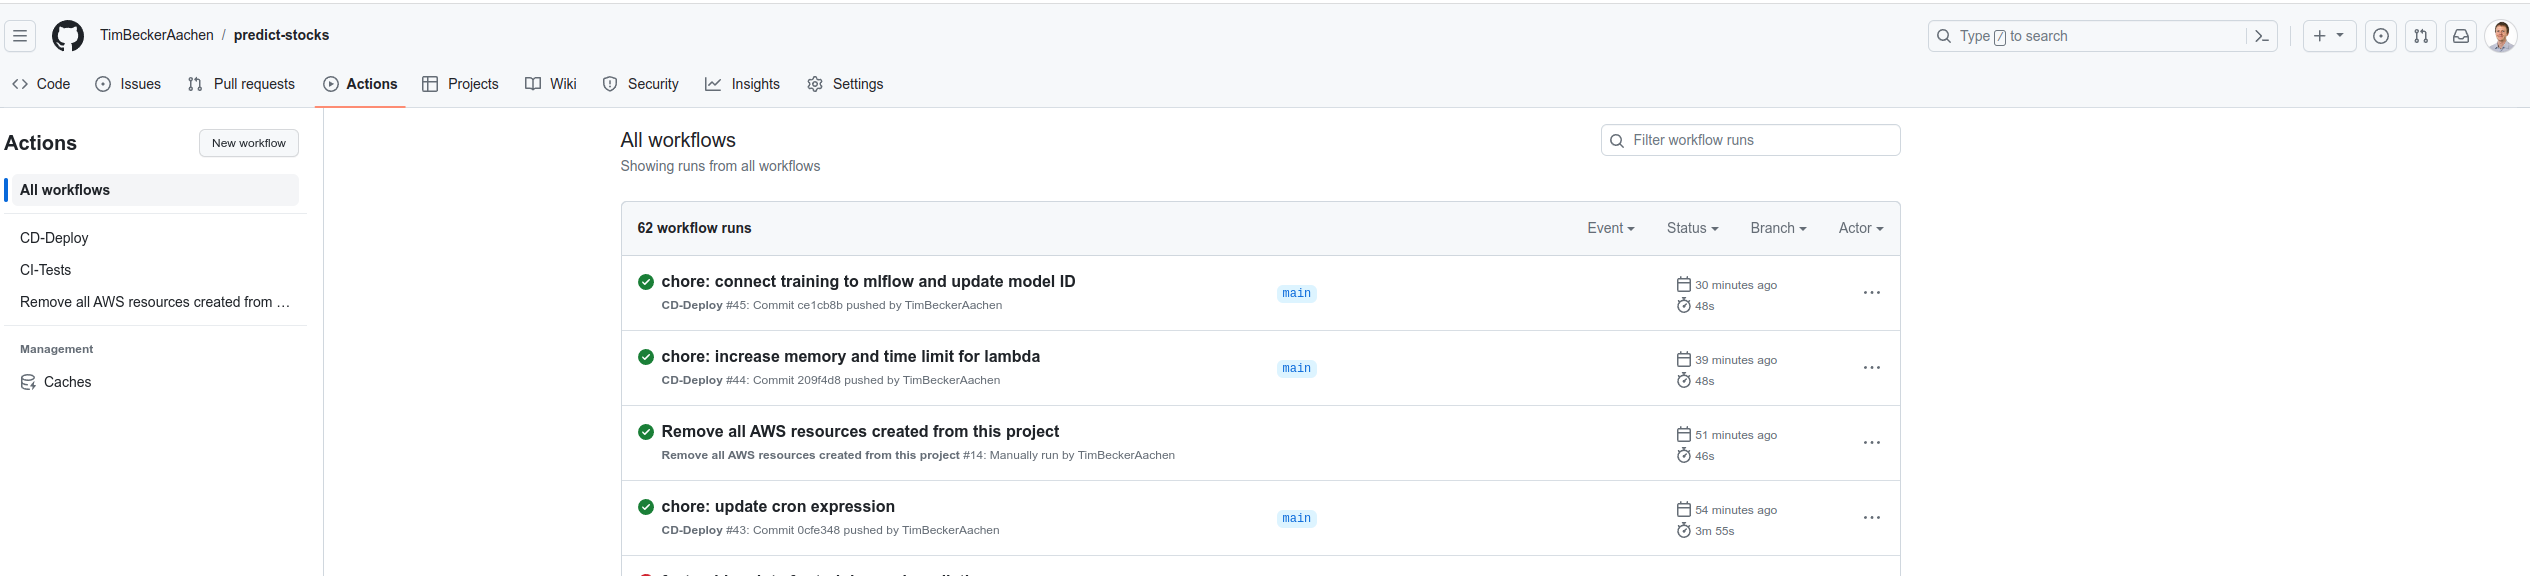 TimBeckerAachen / predict-stocks
Type / to search
Code Issues Pull requests Actions Projects Wiki Security Insights Settings
Actions
New workflow
All workflows
CD-Deploy
CI-Tests
Remove all AWS resources created from ...
Management
Caches
All workflows
Showing runs from all workflows
Filter workflow runs
62 workflow runs
Event Status Branch Actor
chore: connect training to mlflow and update model ID
CD-Deploy #45: Commit ce1cb8b pushed by TimBeckerAachen
main
30 minutes ago
48s
chore: increase memory and time limit for lambda
CD-Deploy #44: Commit 209f4d8 pushed by TimBeckerAachen
main
39 minutes ago
48s
Remove all AWS resources created from this project
Remove all AWS resources created from this project #14: Manually run by TimBeckerAachen
51 minutes ago
46s
chore: update cron expression
CD-Deploy #43: Commit 0cfe348 pushed by TimBeckerAachen
main
54 minutes ago
3m 55s